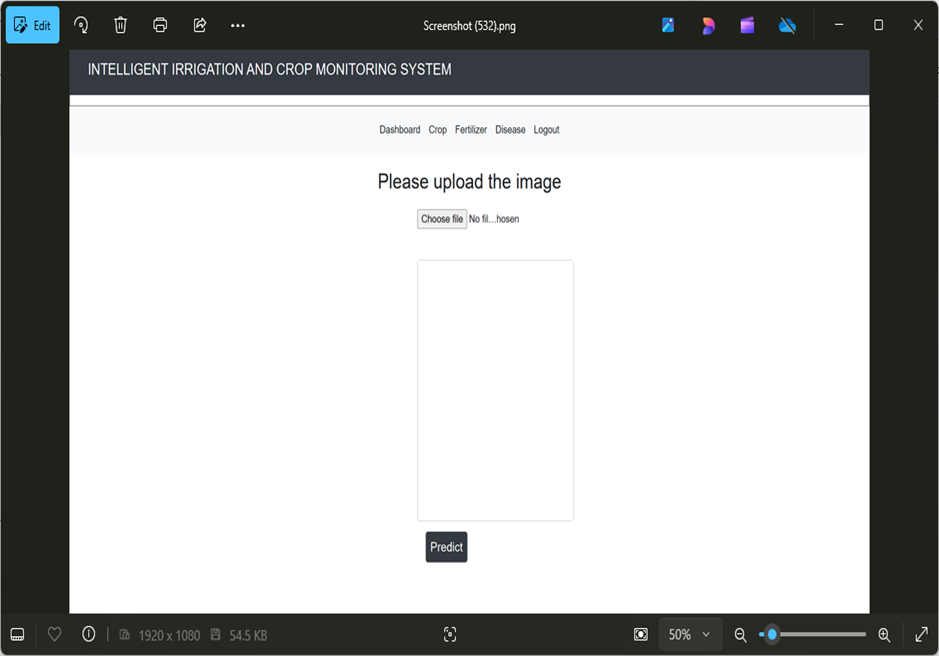 Edit
Screenshot (532).png
INTELLIGENT IRRIGATION AND CROP MONITORING SYSTEM
Dashboard Crop Fertilizer Disease Logout
Please upload the image
Choose file No fil...hosen
Predict
1920 x 1080 54.5 KB 50%